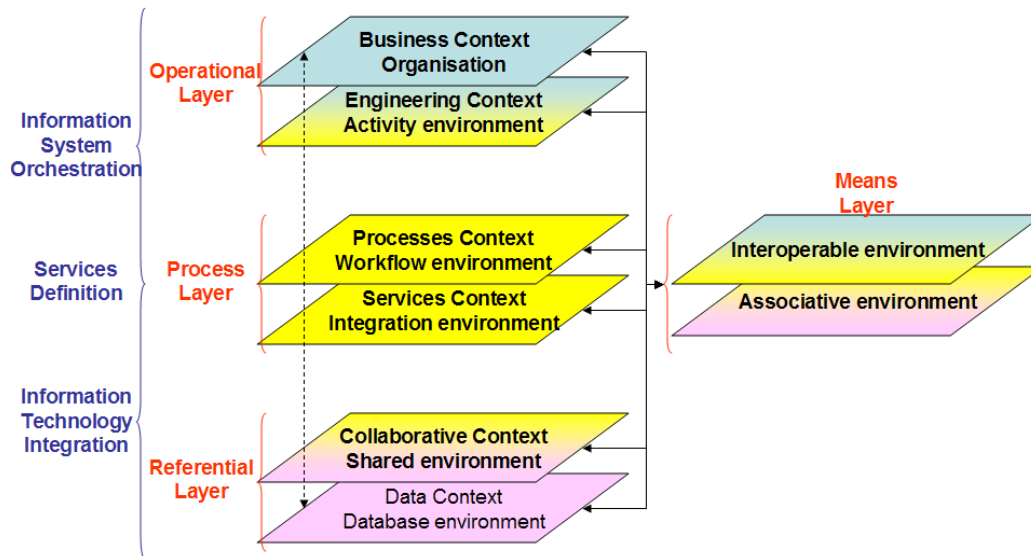 Information
System
Orchestration
Services
Definition
Information
Technology
Integration
Operational
Layer
Process
Layer
Referential
Layer
Business Context
Organisation
Engineering Context
Activity environment
Processes Context
Workflow environment
Services Context
Integration environment
Collaborative Context
Shared environment
Data Context
Database environment
Means
Layer
Interoperable environment
Associative environment